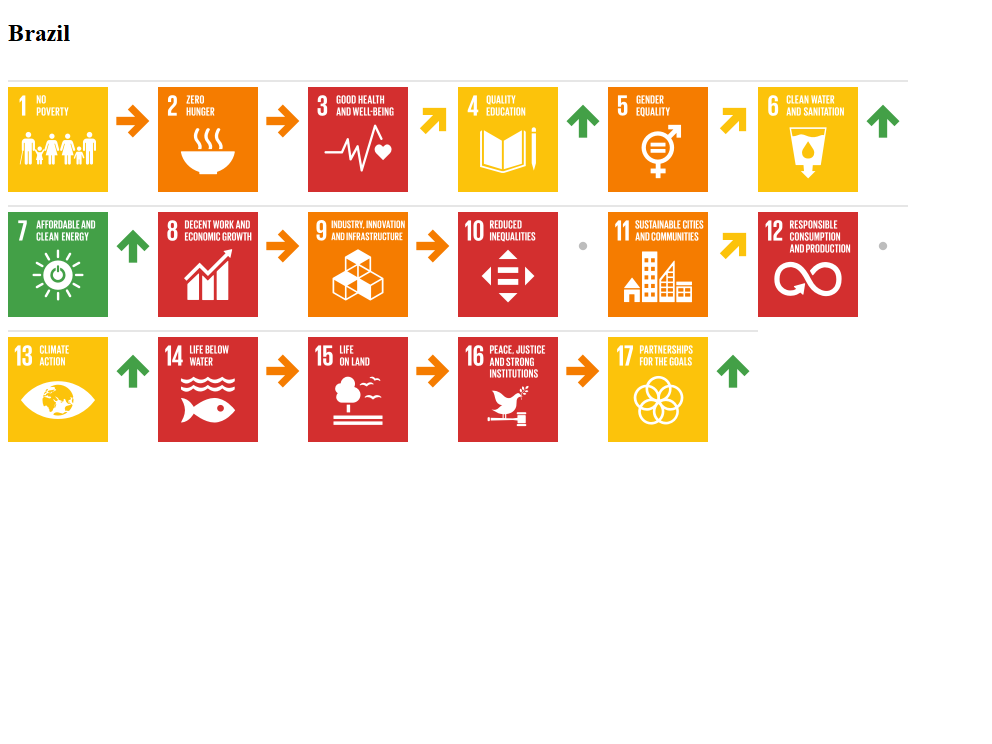 Brazil
1 NO
POVERTY
2 ZERO
HUNGER
3 GOOD HEALTH
AND WELL-BEING
4 QUALITY
EDUCATION
5 GENDER
EQUALITY
6 CLEAN WATER
AND SANITATION
7 AFFORDABLE AND
CLEAN ENERGY
8 DECENT WORK AND
ECONOMIC GROWTH
9 INDUSTRY, INNOVATION
AND INFRASTRUCTURE
10 REDUCED
INEQUALITIES
11 SUSTAINABLE CITIES
AND COMMUNITIES
12 RESPONSIBLE
CONSUMPTION
AND PRODUCTION
13 CLIMATE
ACTION
14 LIFE BELOW
WATER
15 LIFE
ON LAND
16 PEACE, JUSTICE
AND STRONG
INSTITUTIONS
17 PARTNERSHIPS
FOR THE GOALS